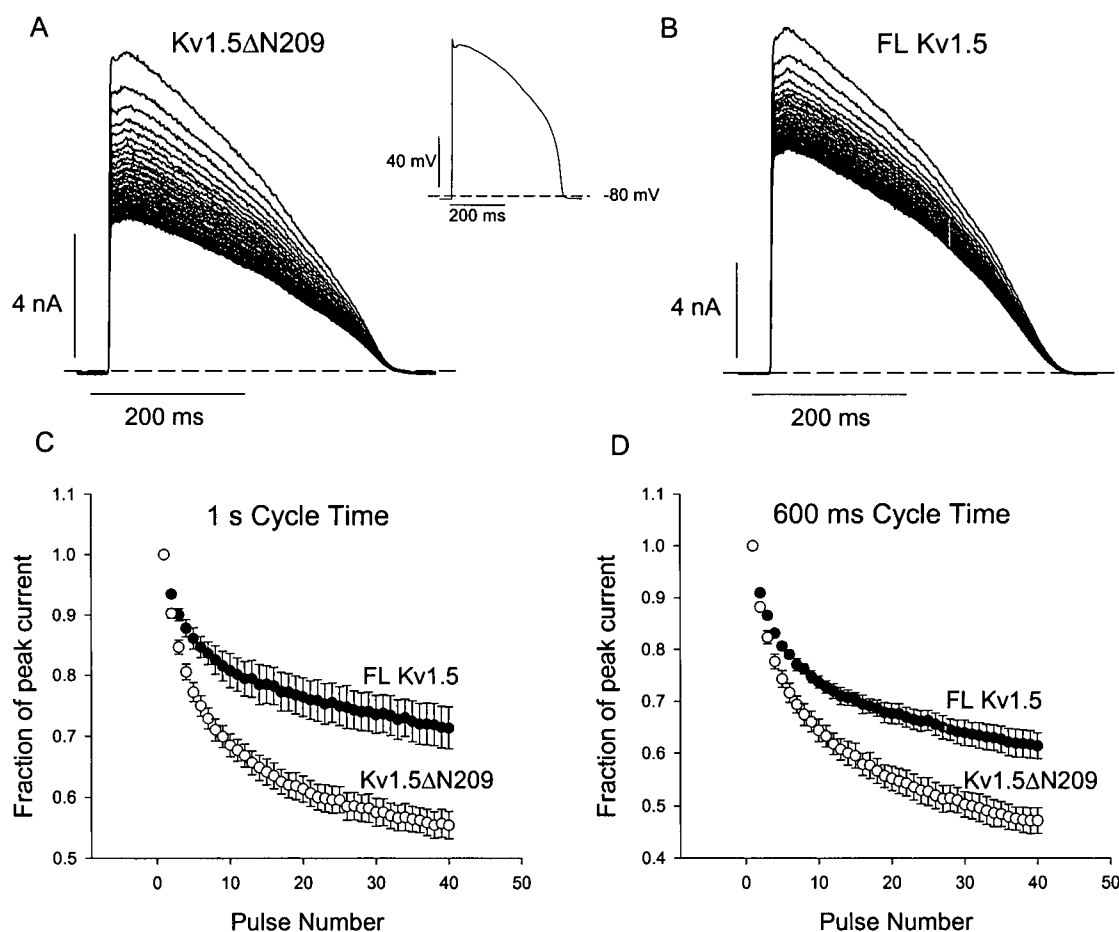 A
Kv1.5ΔN209
40 mV
200 ms
-80 mV
4 nA
200 ms
B
FL Kv1.5
4 nA
200 ms
C
1 s Cycle Time
Fraction of peak current
1.1
1.0
0.9
0.8
0.7
0.6
0.5
FL Kv1.5
Kv1.5ΔN209
0 10 20 30 40 50
Pulse Number
D
600 ms Cycle Time
Fraction of peak current
1.1
1.0
0.9
0.8
0.7
0.6
0.5
0.4
FL Kv1.5
Kv1.5ΔN209
0 10 20 30 40 50
Pulse Number